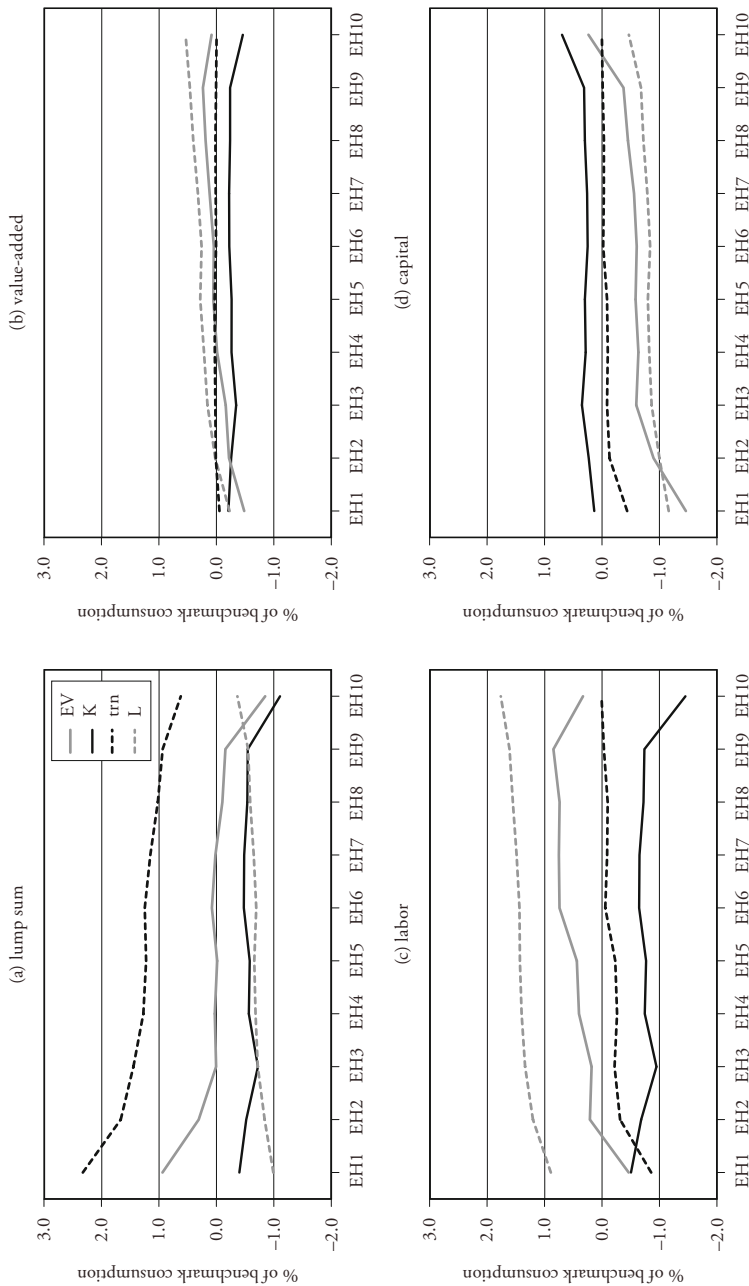 (a) lump sum
% of benchmark consumption
3.0
2.0
1.0
0.0
−1.0
−2.0
EV
K
trn
L
EH1 EH2 EH3 EH4 EH5 EH6 EH7 EH8 EH9 EH10
(b) value-added
% of benchmark consumption
3.0
2.0
1.0
0.0
−1.0
−2.0
EH1 EH2 EH3 EH4 EH5 EH6 EH7 EH8 EH9 EH10
(c) labor
% of benchmark consumption
3.0
2.0
1.0
0.0
−1.0
−2.0
EH1 EH2 EH3 EH4 EH5 EH6 EH7 EH8 EH9 EH10
(d) capital
% of benchmark consumption
3.0
2.0
1.0
0.0
−1.0
−2.0
EH1 EH2 EH3 EH4 EH5 EH6 EH7 EH8 EH9 EH10